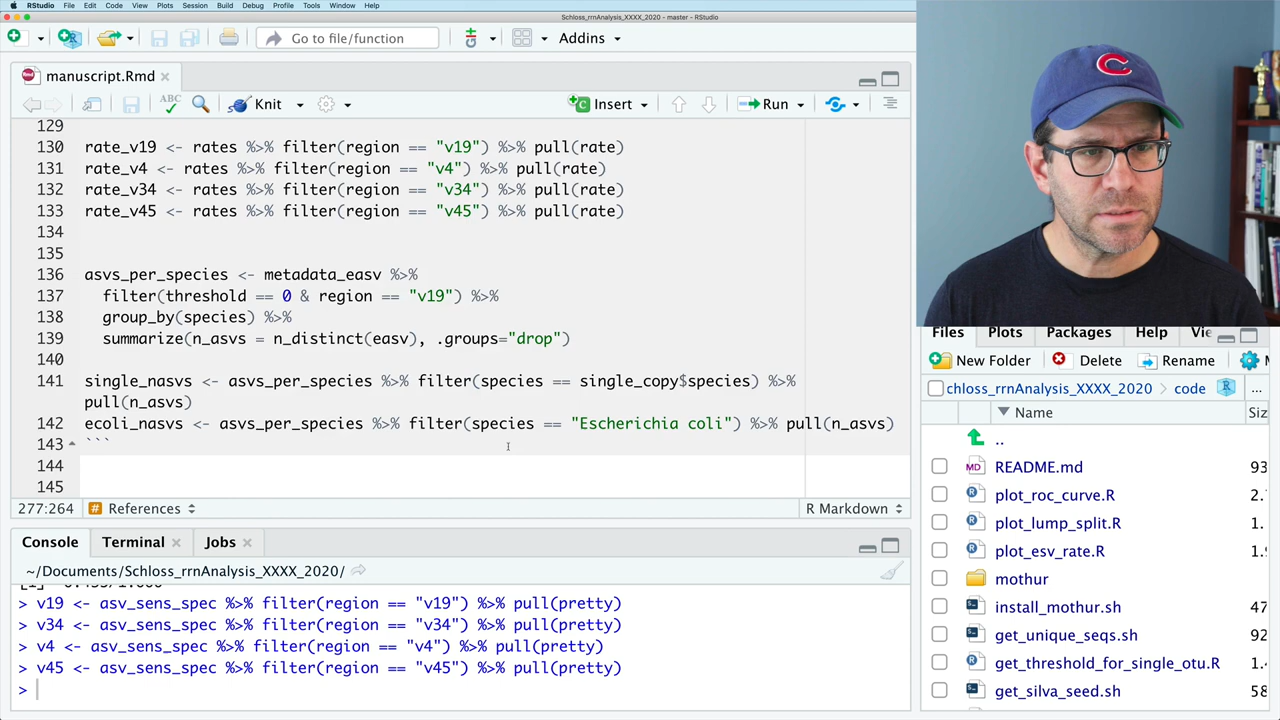 RStudio File Edit Code View Plots Session Build Debug Profile Tools Window Help
Schloss_rrnAnalysis_XXXX_2020 - master - RStudio
Go to file/function
Addins
manuscript.Rmd
ABC Knit Insert Run
129
130 rate_v19 <- rates %>% filter(region == "v19") %>% pull(rate)
131 rate_v4 <- rates %>% filter(region == "v4") %>% pull(rate)
132 rate_v34 <- rates %>% filter(region == "v34") %>% pull(rate)
133 rate_v45 <- rates %>% filter(region == "v45") %>% pull(rate)
134
135
136 asvs_per_species <- metadata_easv %>%
137 filter(threshold == 0 & region == "v19") %>%
138 group_by(species) %>%
139 summarize(n_asvs = n_distinct(easv), .groups="drop")
140
141 single_nasvs <- asvs_per_species %>% filter(species == single_copy$species) %>%
pull(n_asvs)
142 ecoli_nasvs <- asvs_per_species %>% filter(species == "Escherichia coli") %>% pull(n_asvs)
143 ```
144
145
277:264 # References R Markdown
Console Terminal Jobs
~/Documents/Schloss_rrnAnalysis_XXXX_2020/
> v19 <- asv_sens_spec %>% filter(region == "v19") %>% pull(pretty)
> v34 <- asv_sens_spec %>% filter(region == "v34") %>% pull(pretty)
> v4 <- asv_sens_spec %>% filter(region == "v4") %>% pull(pretty)
> v45 <- asv_sens_spec %>% filter(region == "v45") %>% pull(pretty)
>
C
Files Plots Packages Help
New Folder Delete Rename
chloss_rrnAnalysis_XXXX_2020 code ...
Name Siz
..
README.md 93
plot_roc_curve.R 2.
plot_lump_split.R 1.
plot_esv_rate.R 1.
mothur
install_mothur.sh 47
get_unique_seqs.sh 92
get_threshold_for_single_otu.R 1.
get_silva_seed.sh 58